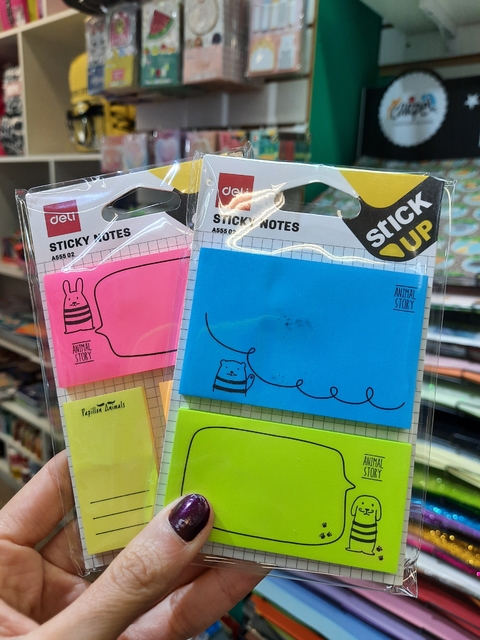 deli
STICKY NOTES
A555 02
ANIMAL
STORY
Papillon Animals
deli
STICKY NOTES
A555 02
STICK
UP
ANIMAL
STORY
ANIMAL
STORY